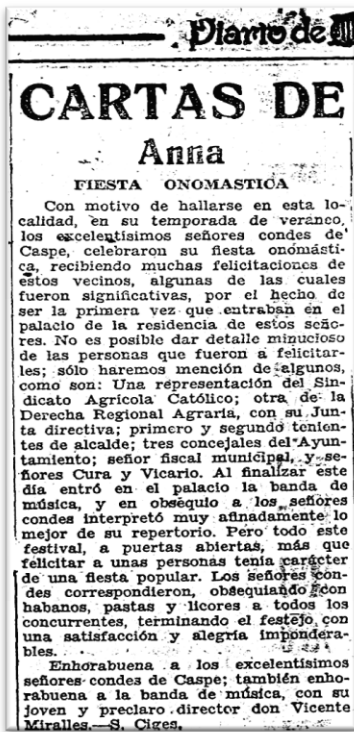 Diario de
CARTAS DE
Anna
FIESTA ONOMASTICA
Con motivo de hallarse en esta lo-
calidad, en su temporada de veraneo,
los excelentísimos señores condes de
Caspe, celebraron su fiesta onomásti-
ca, recibiendo muchas felicitaciones de
estos vecinos, algunas de las cuales
fueron significativas, por el hecho de
ser la primera vez que entraban en el
palacio de la residencia de estos seño-
res. No es posible dar detalle minucioso
de las personas que fueron a felicitar-
les; sólo haremos mención de algunos,
como son: Una representación del Sin-
dicato Agrícola Católico; otra de la
Derecha Regional Agraria, con su Jun-
ta directiva; primero y segundo tenien-
tes de alcalde; tres concejales del Ayun-
tamiento; señor fiscal municipal, y se-
ñores Cura y Vicario. Al finalizar este
día entró en el palacio la banda de
música, y en obsequio a los señores
condes interpretó muy afinadamente lo
mejor de su repertorio. Pero todo este
festival, a puertas abiertas, más que
felicitar a unas personas tenía carácter
de una fiesta popular. Los señores con-
des correspondieron, obsequiando con
habanos, pastas y licores a todos los
concurrentes, terminando el festejo con
una satisfacción y alegría impondera-
bles.
Enhorabuena a los excelentísimos
señores condes de Caspe; también enho-
rabuena a la banda de música, con su
joven y preclaro director don Vicente
Miralles.—S. Ciges.